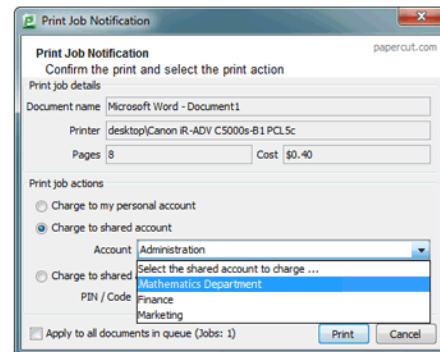 Print Job Notification
papercut.com
Print Job Notification
Confirm the print and select the print action
Print job details
Document name Microsoft Word - Document1
Printer desktop\Canon iR-ADV C5000s-B1 PCL5c
Pages 8 Cost $0.40
Print job actions
Charge to my personal account
Charge to shared account
Account Administration
Select the shared account to charge ...
Charge to shared
Mathematics Department
PIN / Code Finance
Marketing
Apply to all documents in queue (Jobs: 1) Print Cancel